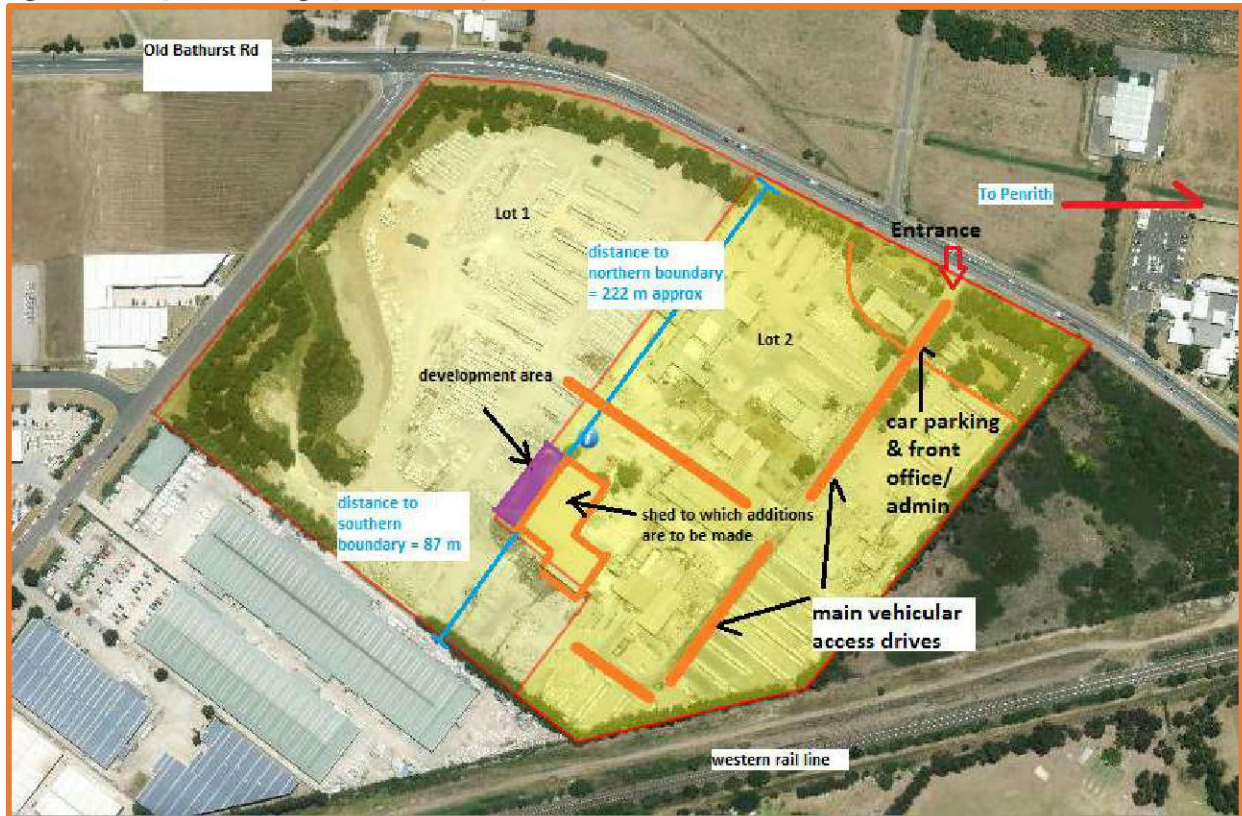 Old Bathurst Rd
To Penrith
Lot 1
Entrance
distance to
northern boundary
= 222 m approx
Lot 2
development area
car parking
& front
office/
admin
distance to
southern
boundary = 87 m
shed to which additions
are to be made
main vehicular
access drives
western rail line